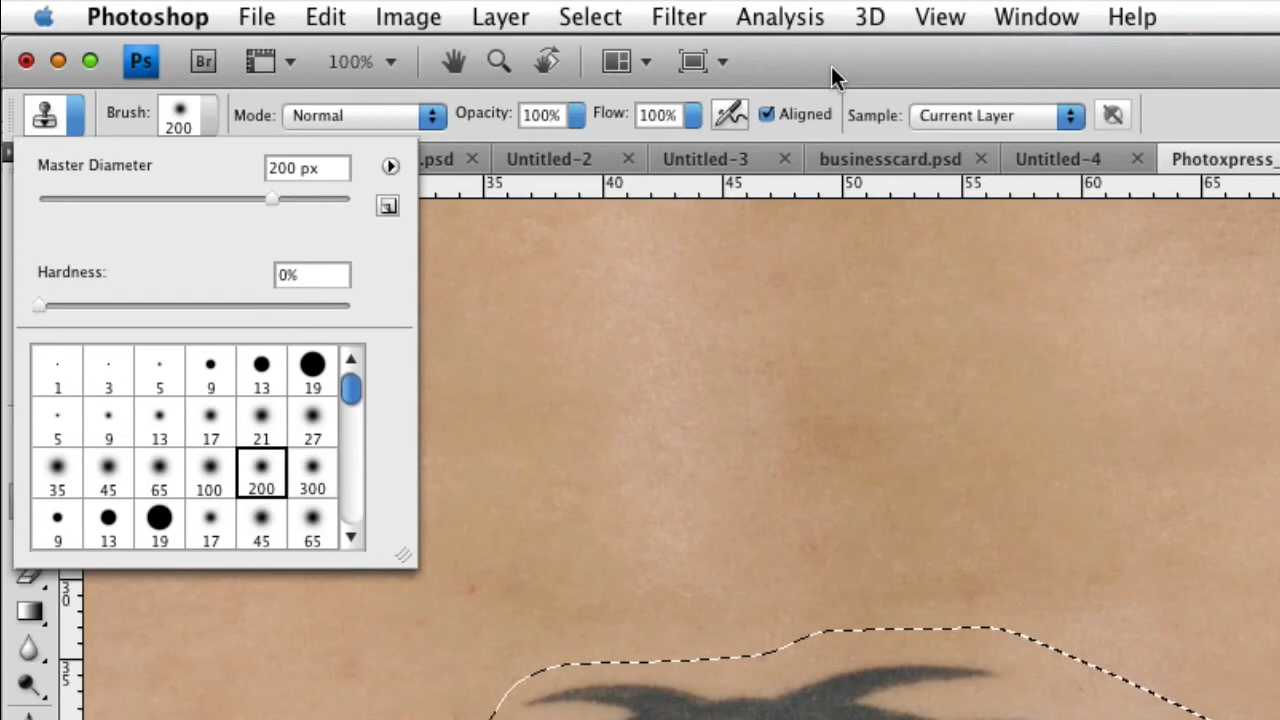 Photoshop File Edit Image Layer Select Filter Analysis 3D View Window Help
Ps Br 100%
Brush: 200 Mode: Normal Opacity: 100% Flow: 100% Aligned Sample: Current Layer
.psd Untitled-2 Untitled-3 businesscard.psd Untitled-4 Photoxpress_
Master Diameter 200 px
35 40 45 50 55 60 65
Hardness: 0%
1 3 5 9 13 19
5 9 13 17 21 27
35 45 65 100 200 300
9 13 19 17 45 65
30
35